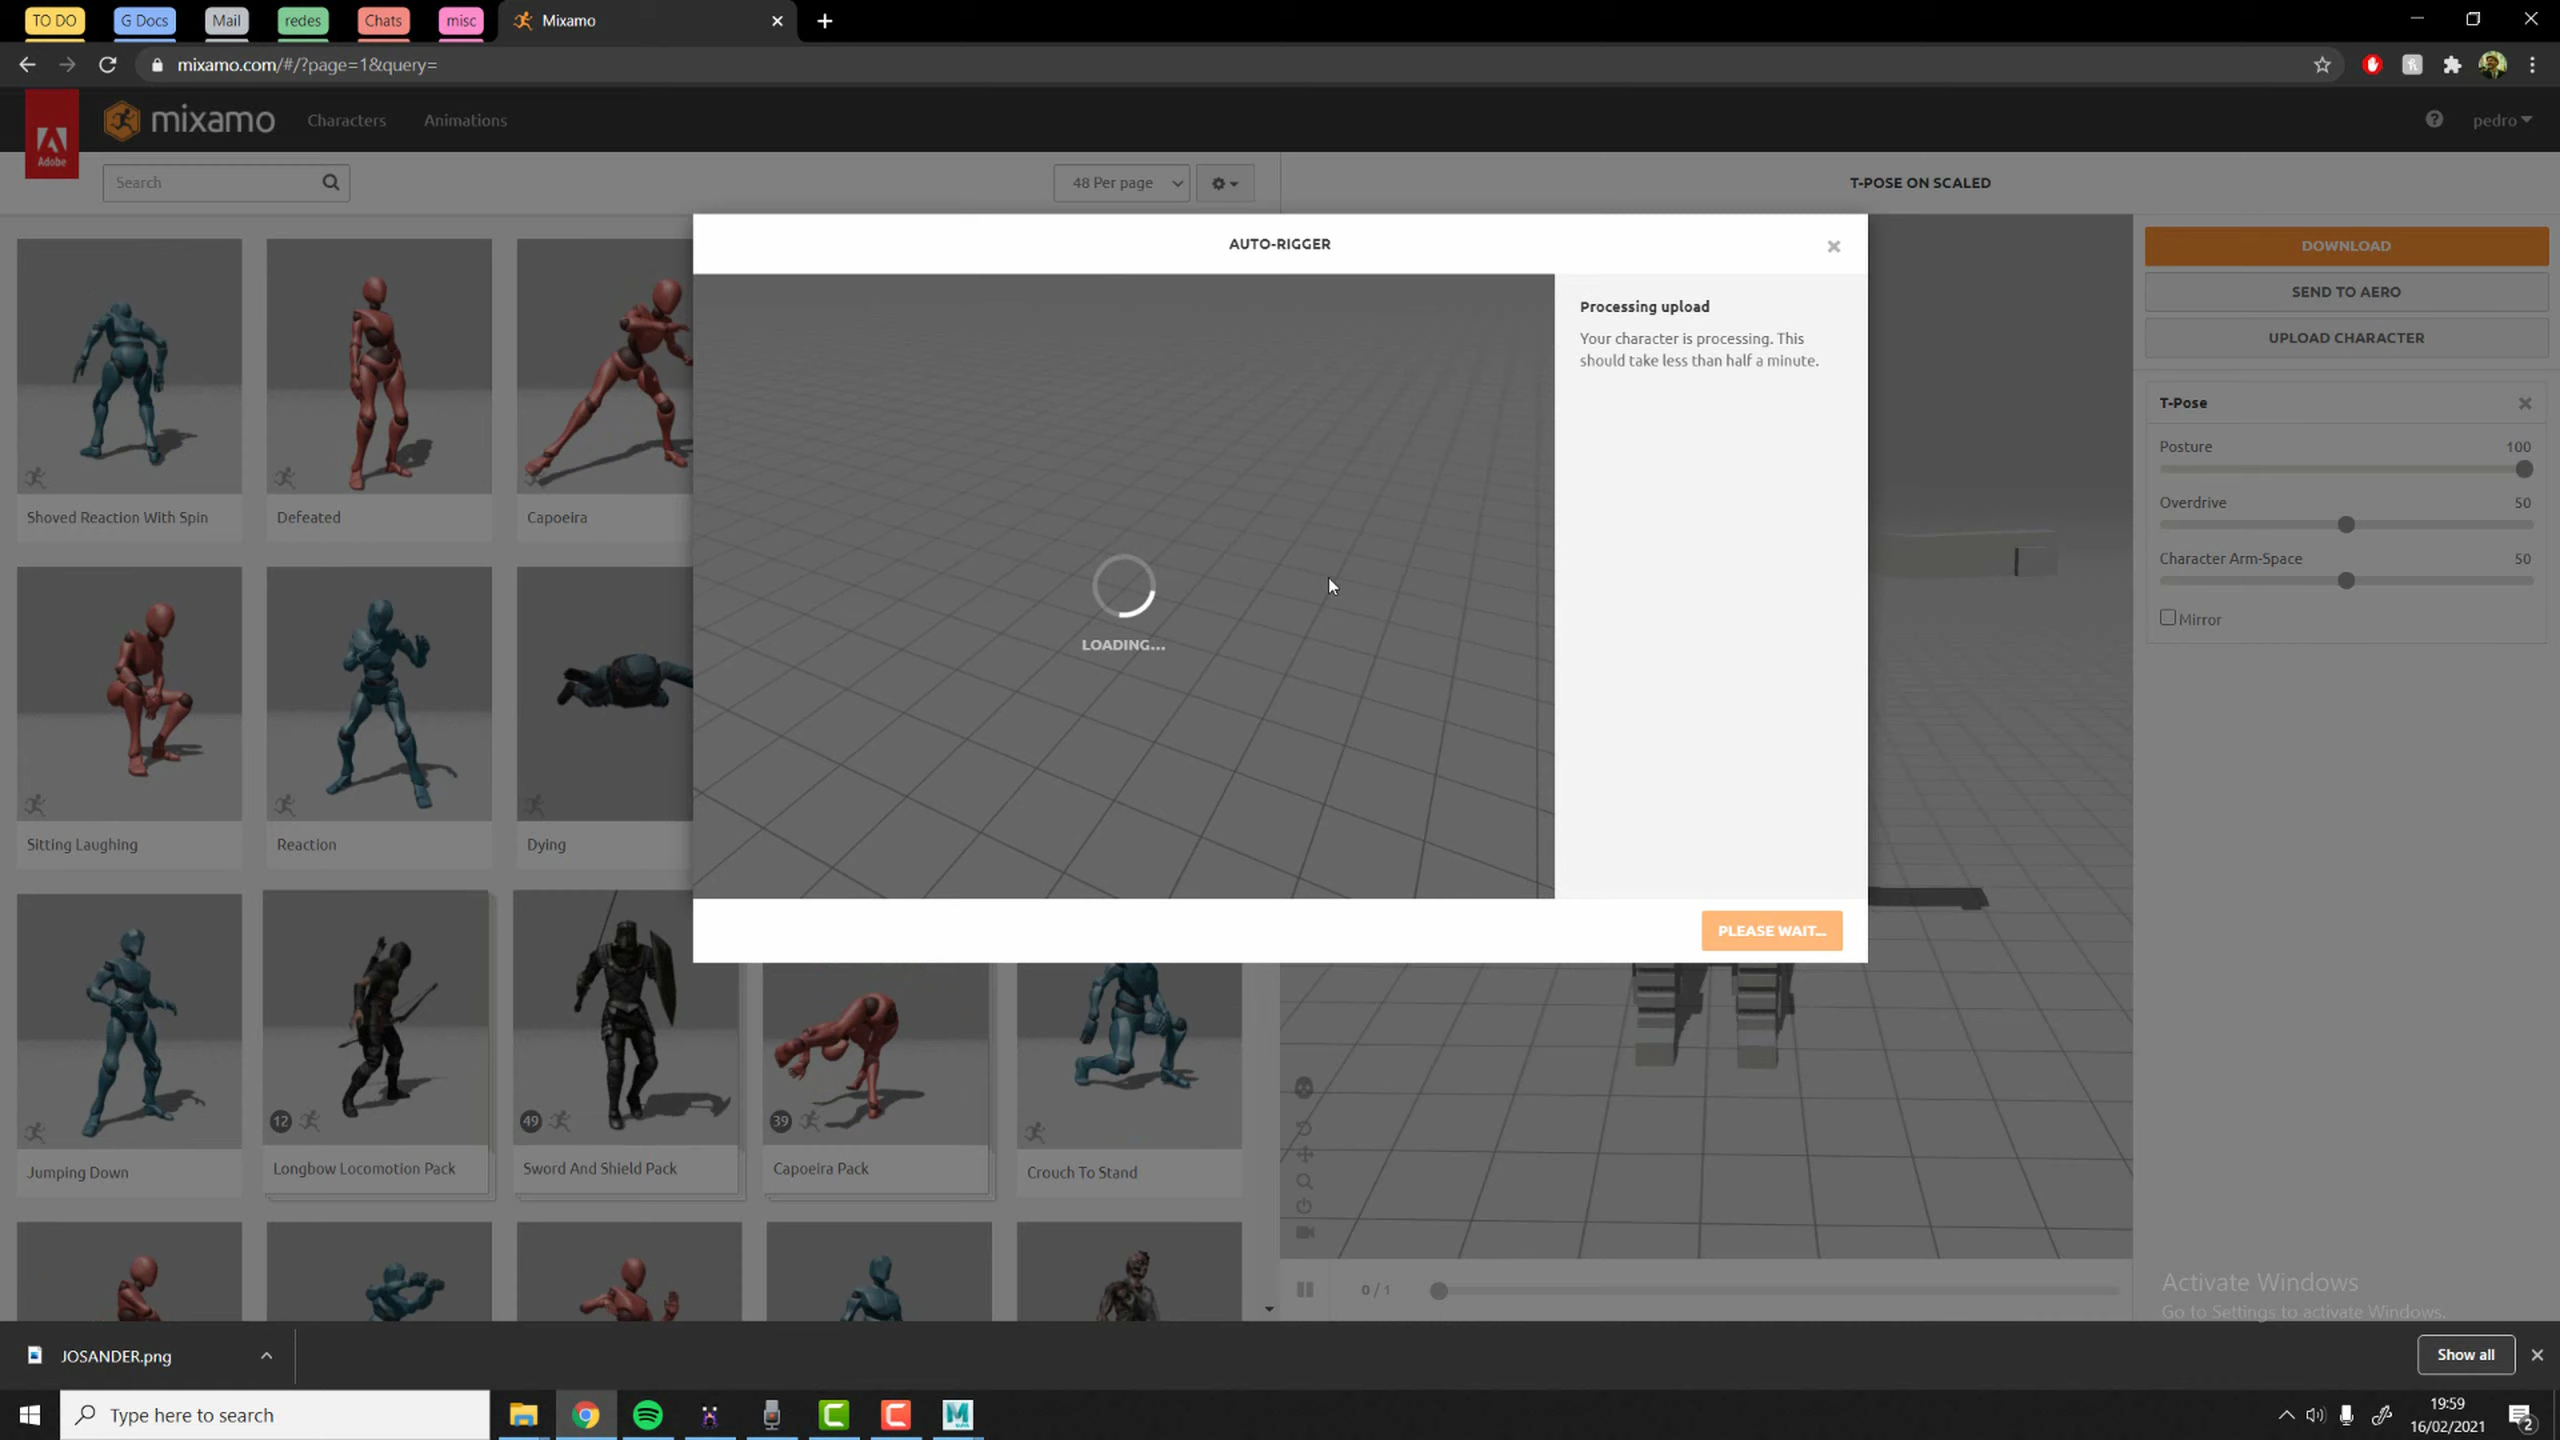 TO DO
G Docs
Mail
redes
Chats
misc
Mixamo
mixamo.com/#/?page=1&query=
Adobe
mixamo
Characters
Animations
pedro
Search
48 Per page
T-POSE ON SCALED
AUTO-RIGGER
Processing upload
Your character is processing. This
should take less than half a minute.
LOADING...
PLEASE WAIT...
DOWNLOAD
SEND TO AERO
UPLOAD CHARACTER
T-Pose
Posture
100
Overdrive
50
Character Arm-Space
50
Mirror
Shoved Reaction With Spin
Defeated
Capoeira
Sitting Laughing
Reaction
Dying
12
49
39
Jumping Down
Longbow Locomotion Pack
Sword And Shield Pack
Capoeira Pack
Crouch To Stand
0 / 1
Activate Windows
Go to Settings to activate Windows.
JOSANDER.png
Show all
Type here to search
19:59
16/02/2021
2